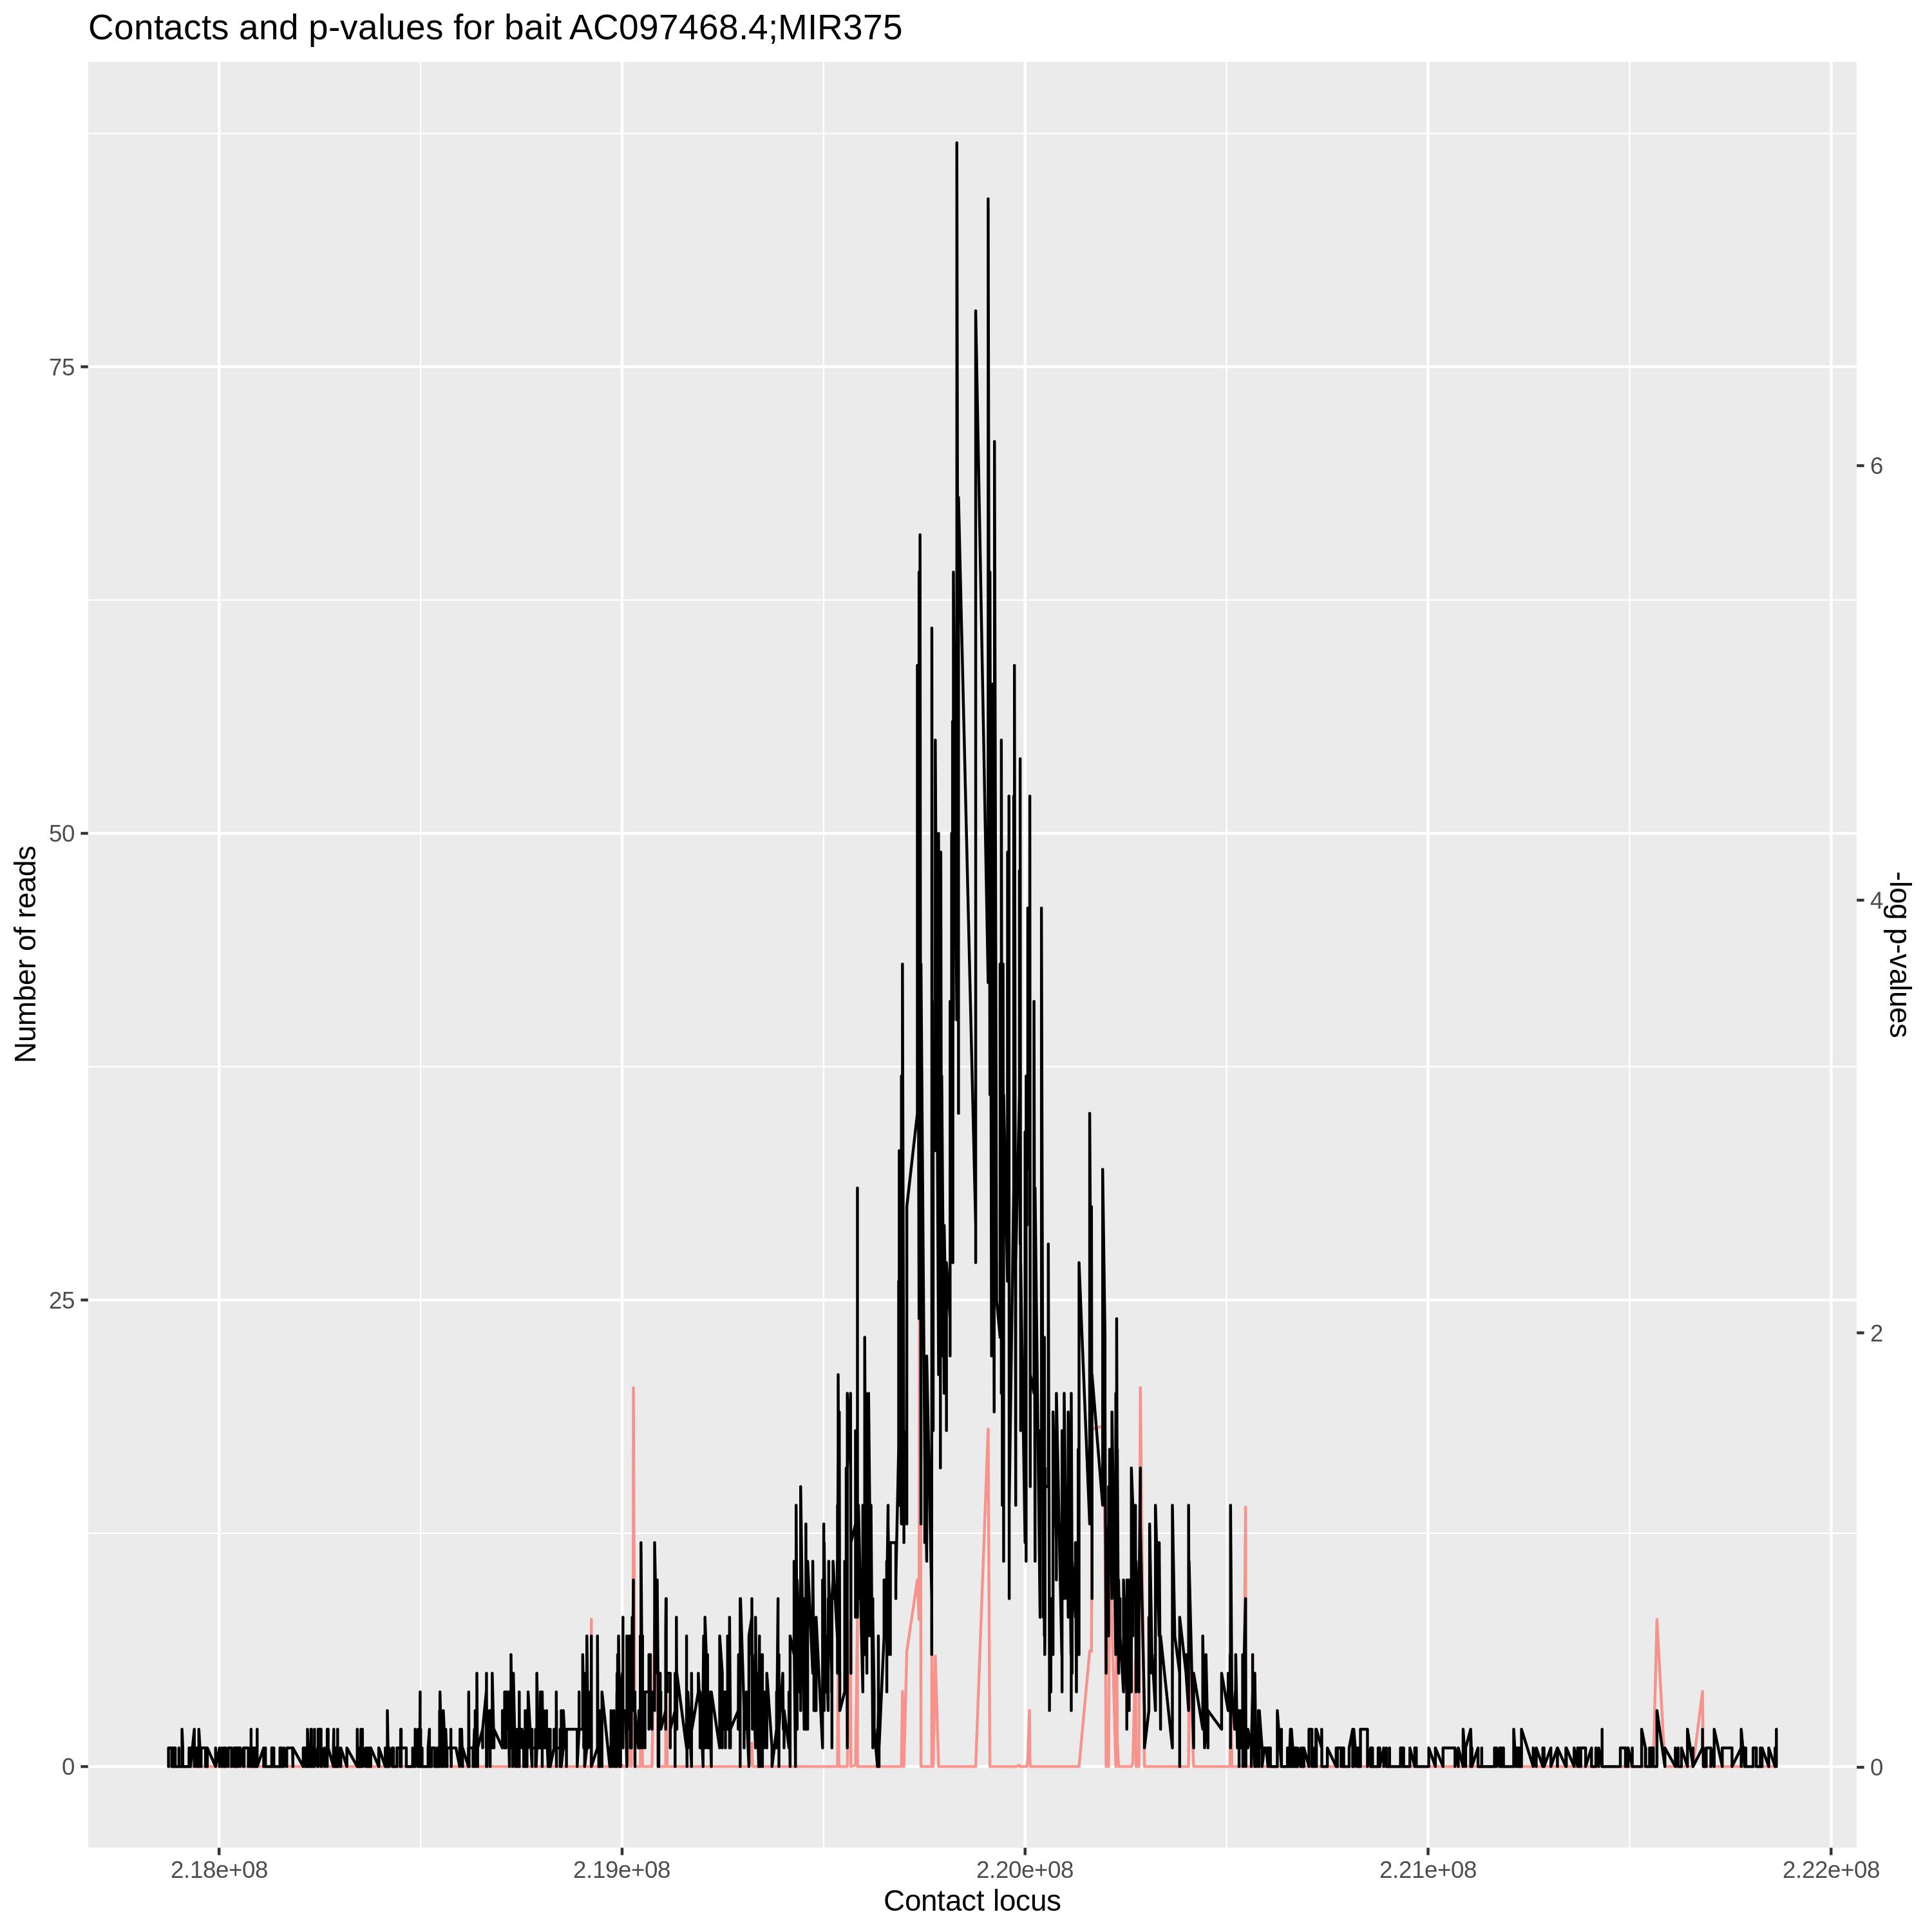 Contacts and p-values for bait AC097468.4;MIR375
75
50
25
0
Number of reads
6
4
2
0
-log p-values
2.18e+08
2.19e+08
2.20e+08
2.21e+08
2.22e+08
Contact locus